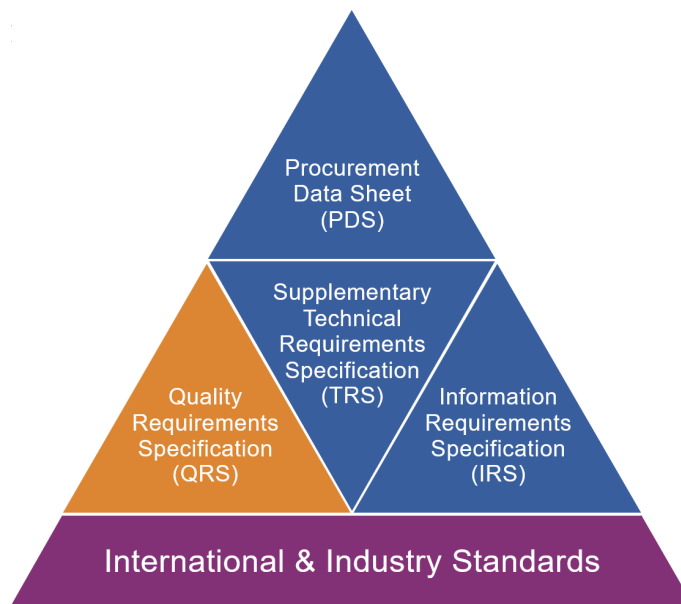 Procurement
Data Sheet
(PDS)
Supplementary
Technical
Requirements
Specification
(TRS)
Quality
Requirements
Specification
(QRS)
Information
Requirements
Specification
(IRS)
International & Industry Standards